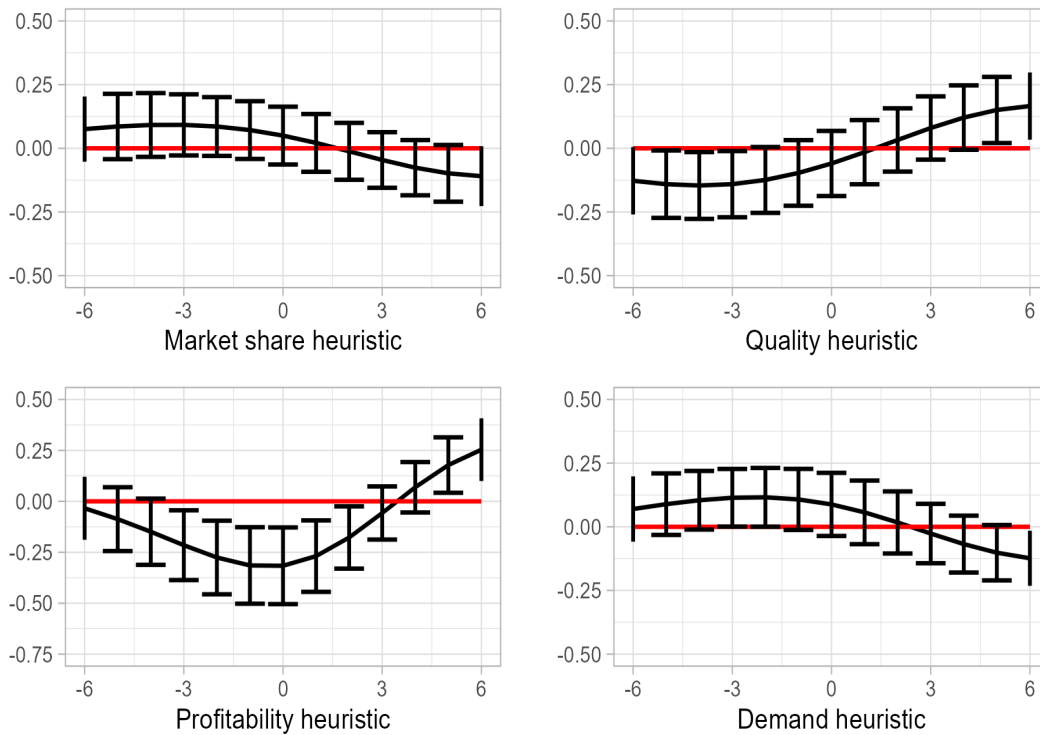 0.50 0.50
0.25 0.25
0.00 0.00
-0.25 -0.25
-0.50 -0.50
-6 -3 0 3 6 -6 -3 0 3 6
Market share heuristic Quality heuristic
0.50 0.50
0.25 0.25
0.00 0.00
-0.25 -0.25
-0.50 -0.50
-0.75
-6 -3 0 3 6 -6 -3 0 3 6
Profitability heuristic Demand heuristic